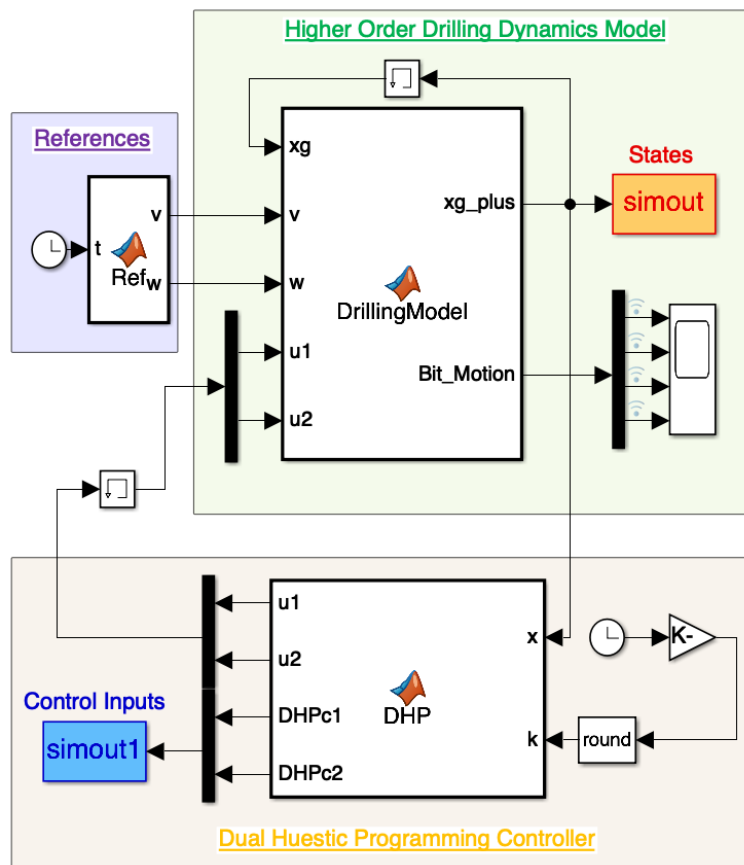 Higher Order Drilling Dynamics Model
References
States
xg
xg_plus
simout
v
v
t
Ref
w
w
DrillingModel
u1
Bit_Motion
u2
u1
x
K-
u2
Control Inputs
simout1
DHPc1
DHP
k
round
DHPc2
Dual Huestic Programming Controller